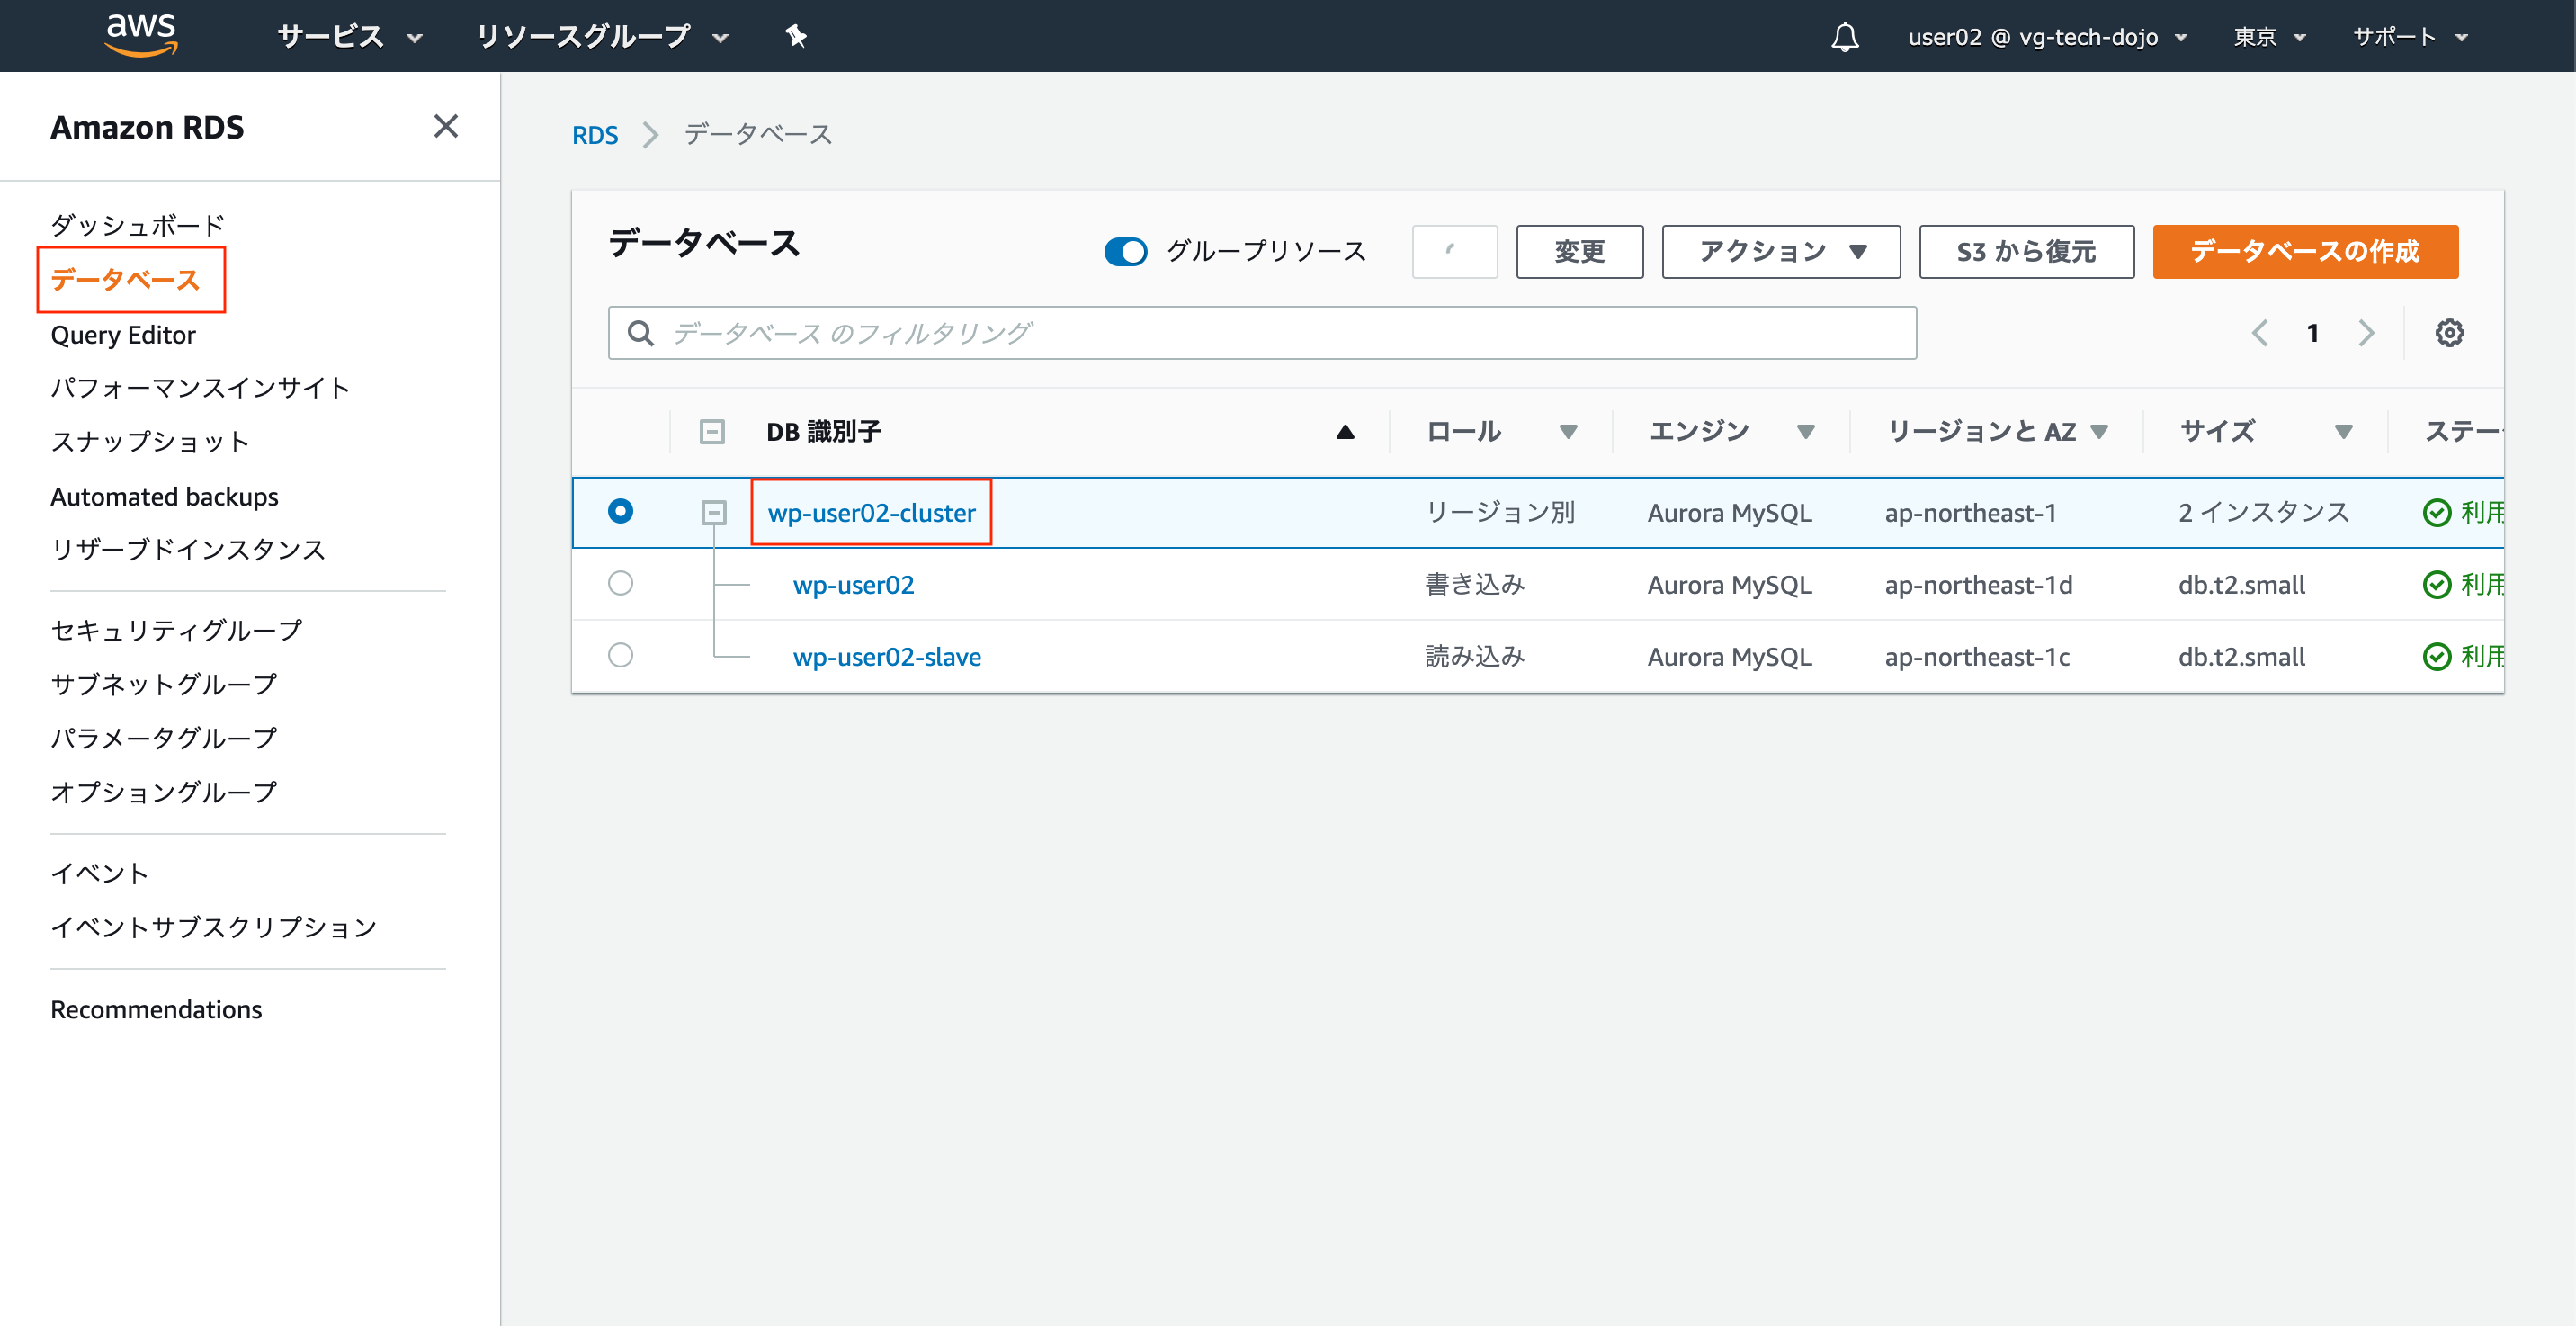 aws サービス リソースグループ user02 @ vg-tech-dojo 東京 サポート
Amazon RDS
ダッシュボード
データベース
Query Editor
パフォーマンスインサイト
スナップショット
Automated backups
リザーブドインスタンス
セキュリティグループ
サブネットグループ
パラメータグループ
オプショングループ
イベント
イベントサブスクリプション
Recommendations
RDS データベース
データベース グループリソース 変更 アクション S3 から復元 データベースの作成
データベース のフィルタリング 1
DB 識別子 ロール エンジン リージョンと AZ サイズ ステー
wp-user02-cluster リージョン別 Aurora MySQL ap-northeast-1 2 インスタンス 利用
wp-user02 書き込み Aurora MySQL ap-northeast-1d db.t2.small 利用
wp-user02-slave 読み込み Aurora MySQL ap-northeast-1c db.t2.small 利用